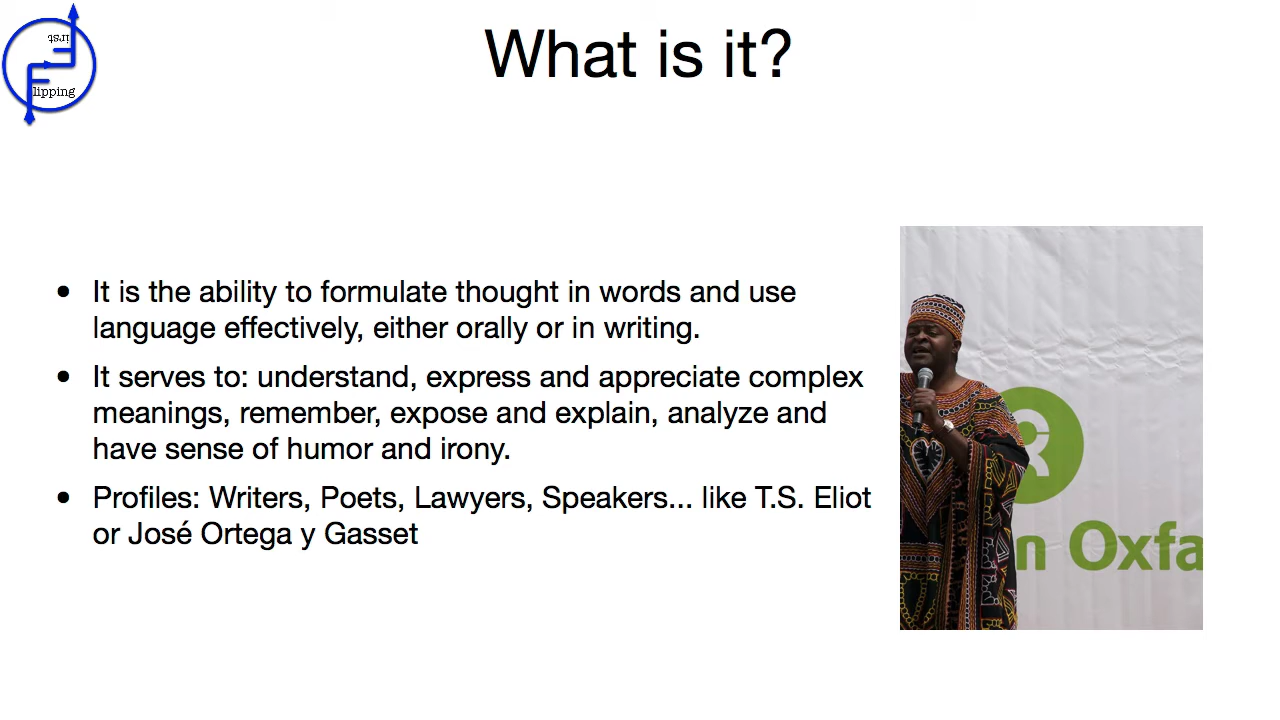 irst
lipping
What is it?
• It is the ability to formulate thought in words and use
language effectively, either orally or in writing.
• It serves to: understand, express and appreciate complex
meanings, remember, expose and explain, analyze and
have sense of humor and irony.
• Profiles: Writers, Poets, Lawyers, Speakers... like T.S. Eliot
or José Ortega y Gasset
n Oxfa